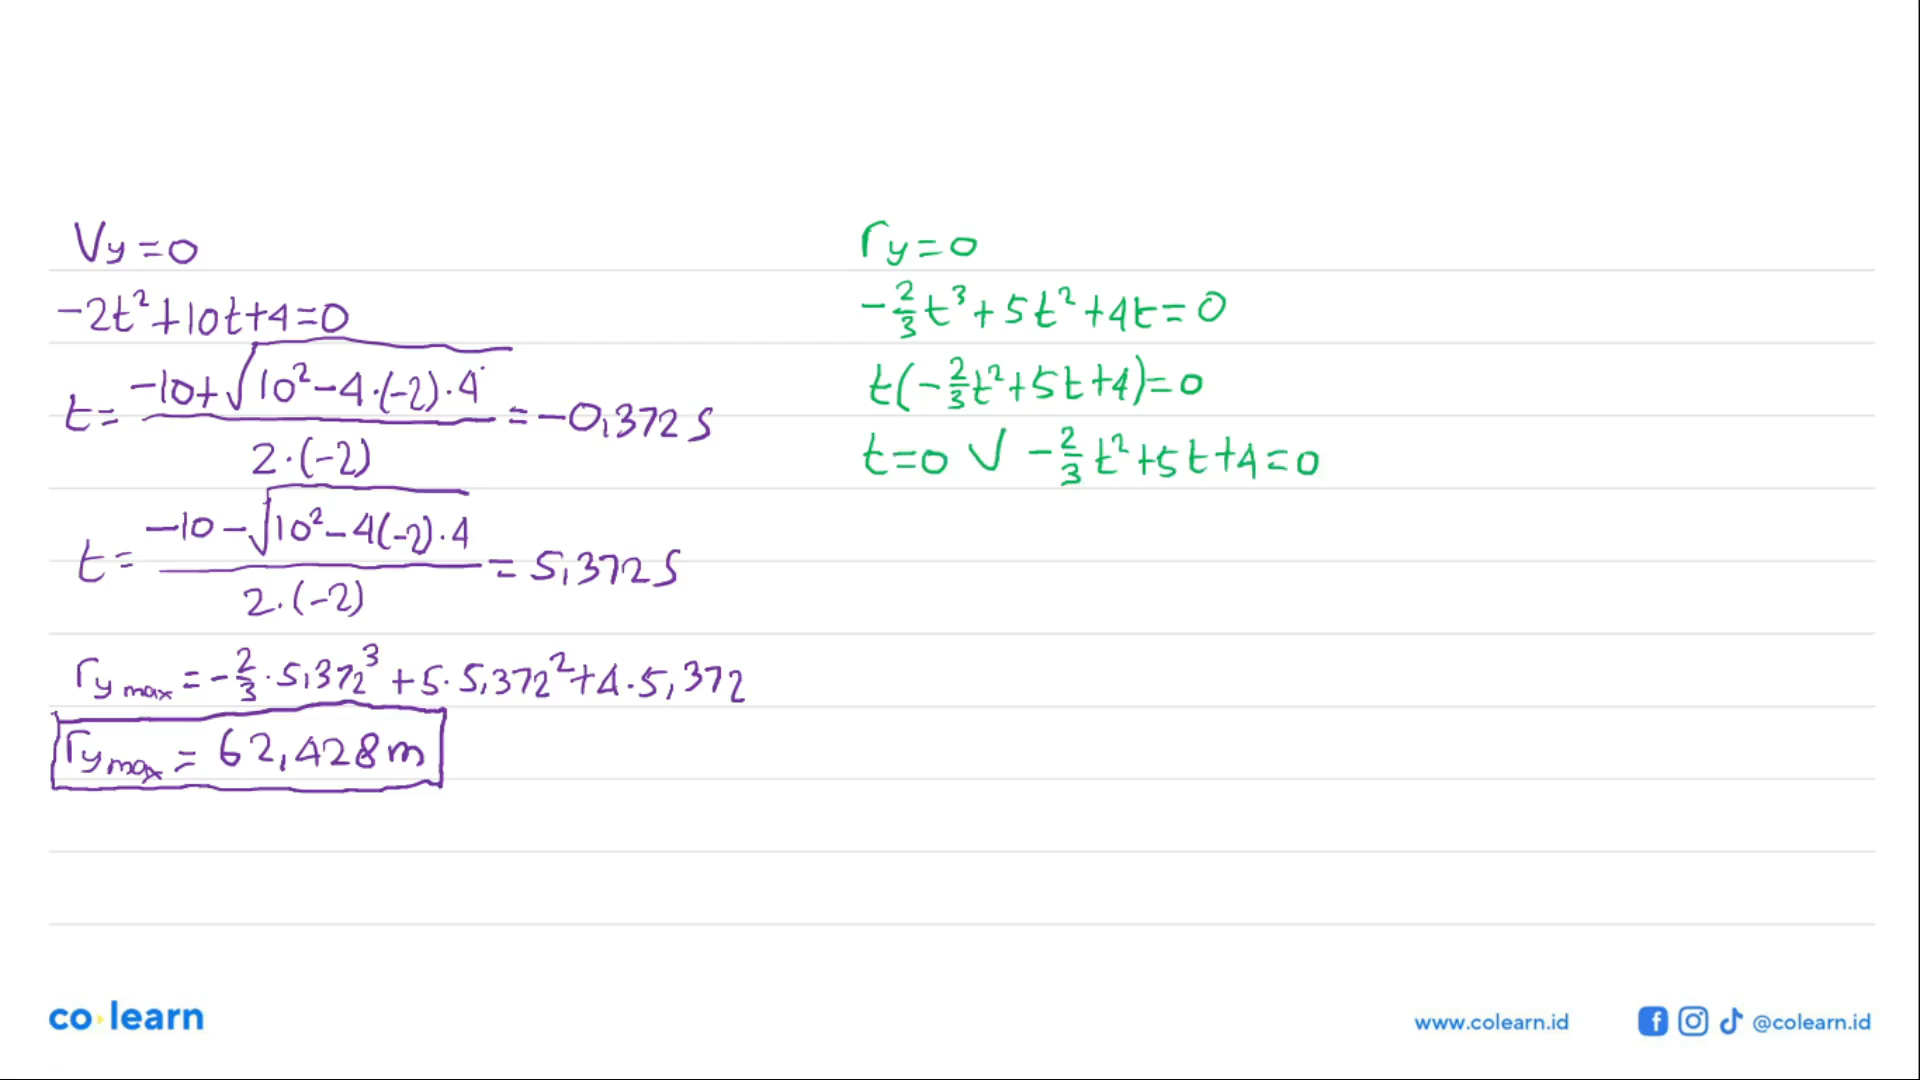 Vy = 0
-2t² + 10t + 4 = 0
t = (-10 + √(10² - 4·(-2)·4)) / (2·(-2)) = -0,372 s
t = (-10 - √(10² - 4(-2)·4)) / (2·(-2)) = 5,372 s
ry max = -2/3 · 5,372³ + 5 · 5,372² + 4 · 5,372
ry max = 62,428 m
ry = 0
-2/3 t³ + 5t² + 4t = 0
t(-2/3 t² + 5t + 4) = 0
t = 0 V -2/3 t² + 5t + 4 = 0
co learn
www.colearn.id
@colearn.id